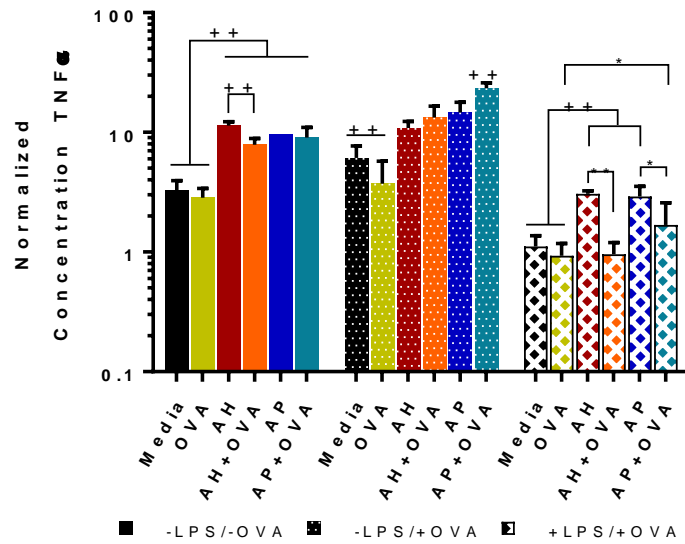 Normalized
Concentration TNFα
100
10
1
0.1
++
++
++
++
*
++
**
*
Media
OVA
AH
AH+OVA
AP
AP+OVA
Media
OVA
AH
AH+OVA
AP
AP+OVA
Media
OVA
AH
AH+OVA
AP
AP+OVA
-LPS/-OVA -LPS/+OVA +LPS/+OVA